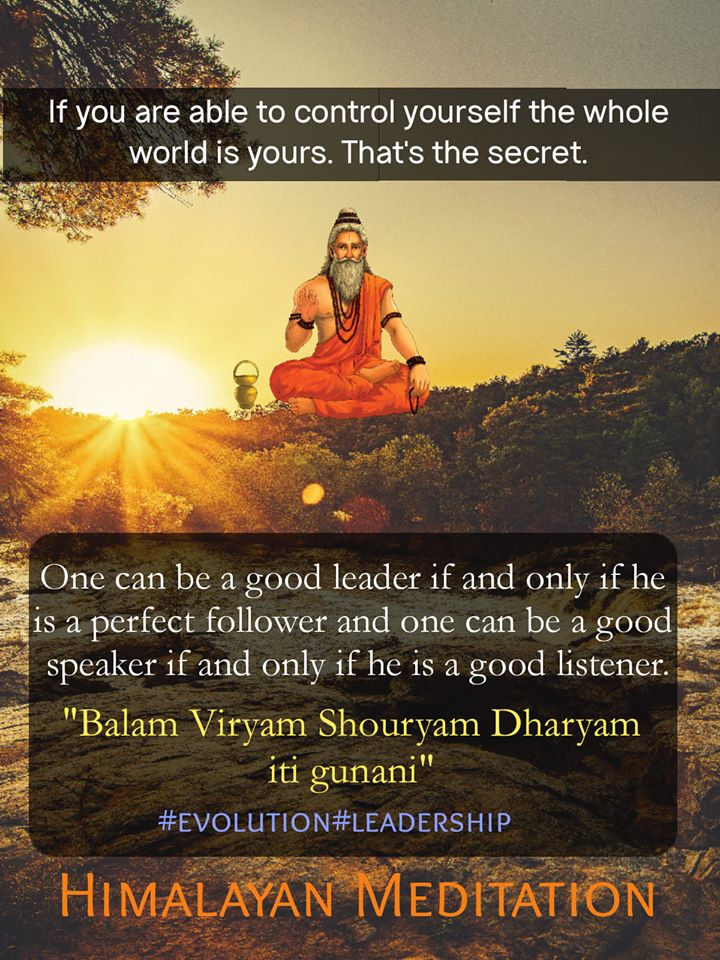 If you are able to control yourself the whole
world is yours. That's the secret.
One can be a good leader if and only if he
is a perfect follower and one can be a good
speaker if and only if he is a good listener.
"Balam Viryam Shouryam Dharyam
iti gunani"
#EVOLUTION#LEADERSHIP
HIMALAYAN MEDITATION